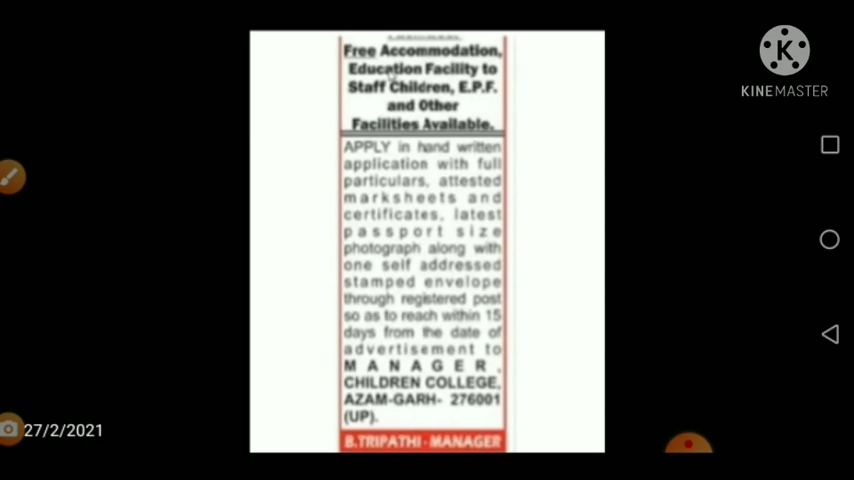 Free Accommodation,
Education Facility to
Staff Children, E.P.F.
and Other
Facilities Available.
APPLY in hand written
application with full
particulars, attested
marksheets and
certificates, latest
passport size
photograph along with
one self addressed
stamped envelope
through registered post
so as to reach within 15
days from the date of
advertisement to
MANAGER,
CHILDREN COLLEGE,
AZAM-GARH- 276001
(UP).
B.TRIPATHI - MANAGER
K
KINEMASTER
27/2/2021